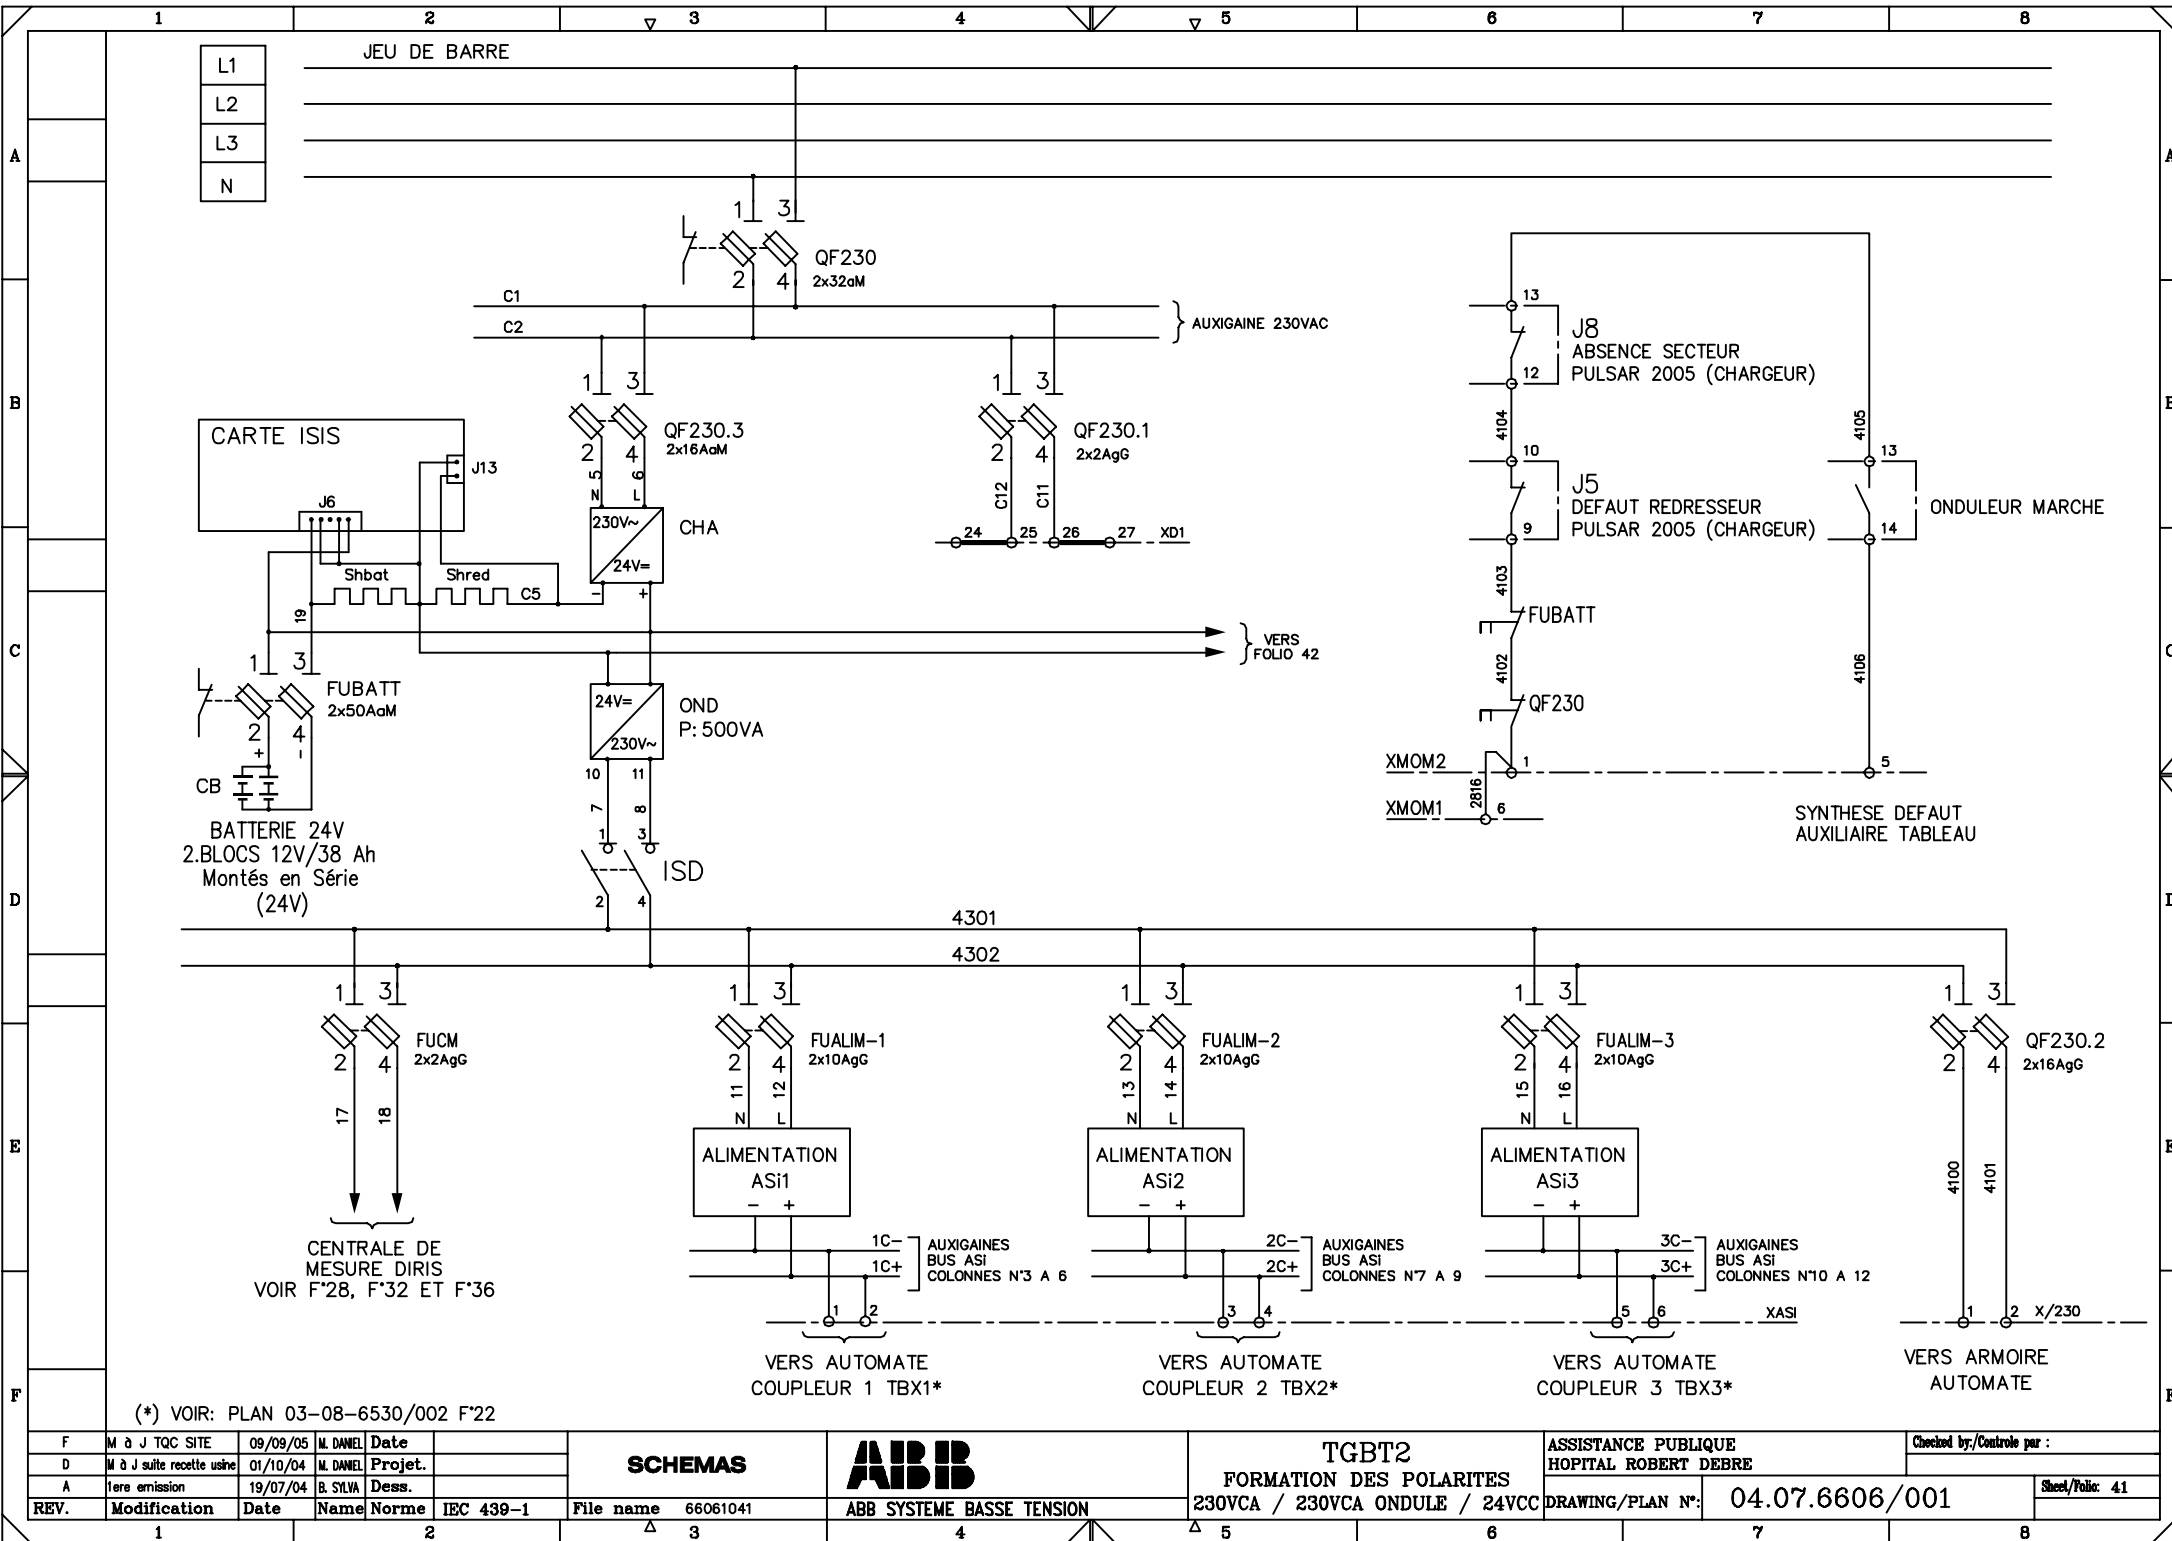 1 2 3 4 5 6 7 8
JEU DE BARRE
L1
L2
L3
N
A A
1 3
QF230
2x32aM
2 4
C1
C2
AUXIGAINE 230VAC
13
J8
ABSENCE SECTEUR
PULSAR 2005 (CHARGEUR)
12
B B
1 3
QF230.3
2x16AaM
2 4
5 6
N L
1 3
QF230.1
2x2AgG
2 4
C12 C11
24 25 26 27 XD1
4104 4105
CARTE ISIS
J13
J6
230V~
24V=
CHA
- +
10
J5
DEFAUT REDRESSEUR
PULSAR 2005 (CHARGEUR)
9
13
ONDULEUR MARCHE
14
Shbat Shred C5
19
4103
FUBATT
4102
QF230
4106
C C
VERS
FOLIO 42
1 3
FUBATT
2x50AaM
2 4
+ -
CB
BATTERIE 24V
2.BLOCS 12V/38 Ah
Montés en Série
(24V)
24V=
230V~
OND
P: 500VA
10 11
7 8
1 3
ISD
2 4
XMOM2 1 5
2816
XMOM1 6
SYNTHESE DEFAUT
AUXILIAIRE TABLEAU
D D
4301
4302
1 3
FUCM
2x2AgG
2 4
17 18
CENTRALE DE
MESURE DIRIS
VOIR F°28, F°32 ET F°36
1 3
FUALIM-1
2x10AgG
2 4
11 12
N L
ALIMENTATION
ASi1
- +
1C-
1C+
AUXIGAINES
BUS ASi
COLONNES N°3 A 6
1 2
VERS AUTOMATE
COUPLEUR 1 TBX1*
1 3
FUALIM-2
2x10AgG
2 4
13 14
N L
ALIMENTATION
ASi2
- +
2C-
2C+
AUXIGAINES
BUS ASi
COLONNES N°7 A 9
3 4
VERS AUTOMATE
COUPLEUR 2 TBX2*
1 3
FUALIM-3
2x10AgG
2 4
15 16
N L
ALIMENTATION
ASi3
- +
3C-
3C+
AUXIGAINES
BUS ASi
COLONNES N°10 A 12
5 6 XASI
VERS AUTOMATE
COUPLEUR 3 TBX3*
1 3
QF230.2
2x16AgG
2 4
4100 4101
1 2 X/230
VERS ARMOIRE
AUTOMATE
E E
F F
(*) VOIR: PLAN 03-08-6530/002 F°22
F M à J TQC SITE 09/09/05 M. DANIEL Date
D M à J suite recette usine 01/10/04 M. DANIEL Projet.
A 1ere emission 19/07/04 B. SYLVA Dess.
REV. Modification Date Name Norme IEC 439-1
SCHEMAS
File name 66061041
ABB
ABB SYSTEME BASSE TENSION
TGBT2
FORMATION DES POLARITES
230VCA / 230VCA ONDULE / 24VCC
ASSISTANCE PUBLIQUE
HOPITAL ROBERT DEBRE
DRAWING/PLAN N°: 04.07.6606/001
Checked by:/Controle par :
Sheet/Folio: 41
1 2 3 4 5 6 7 8